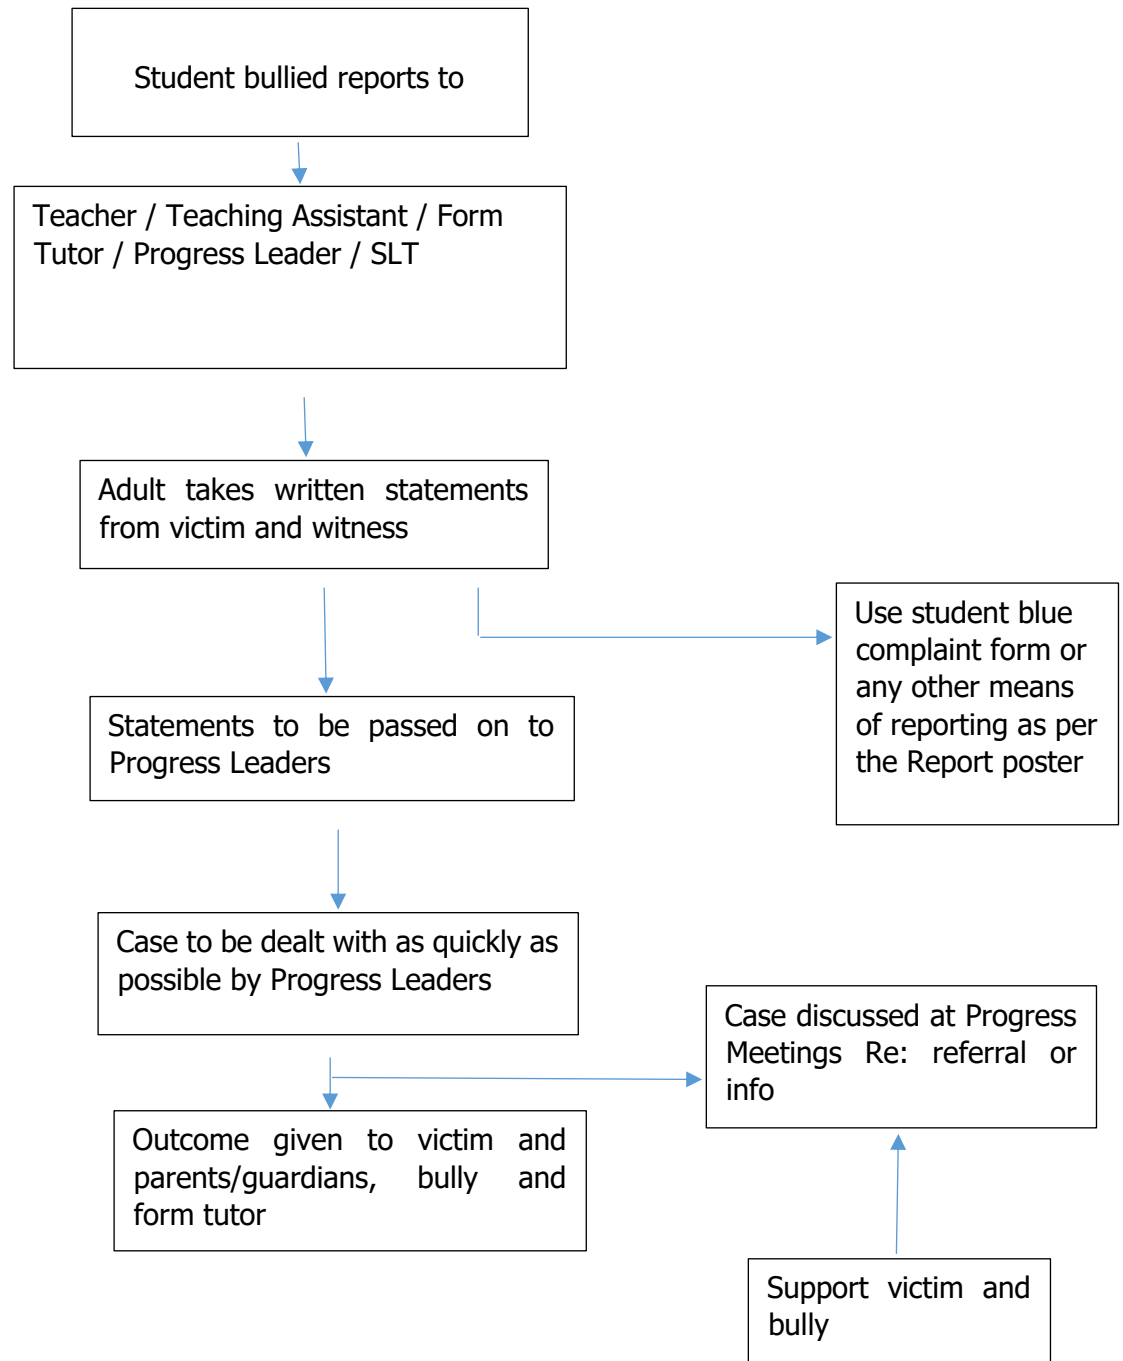 Student bullied reports to
Teacher / Teaching Assistant / Form
Tutor / Progress Leader / SLT
Adult takes written statements
from victim and witness
Use student blue
complaint form or
any other means
of reporting as per
the Report poster
Statements to be passed on to
Progress Leaders
Case to be dealt with as quickly as
possible by Progress Leaders
Case discussed at Progress
Meetings Re: referral or
info
Outcome given to victim and
parents/guardians, bully and
form tutor
Support victim and
bully